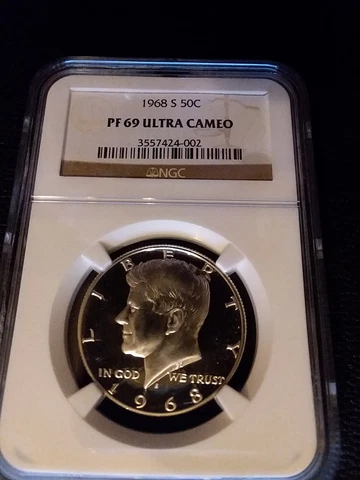 1968 S 50C
PF 69 ULTRA CAMEO
3557424-002
NGC
LIBERTY
IN GOD WE TRUST
S
1968